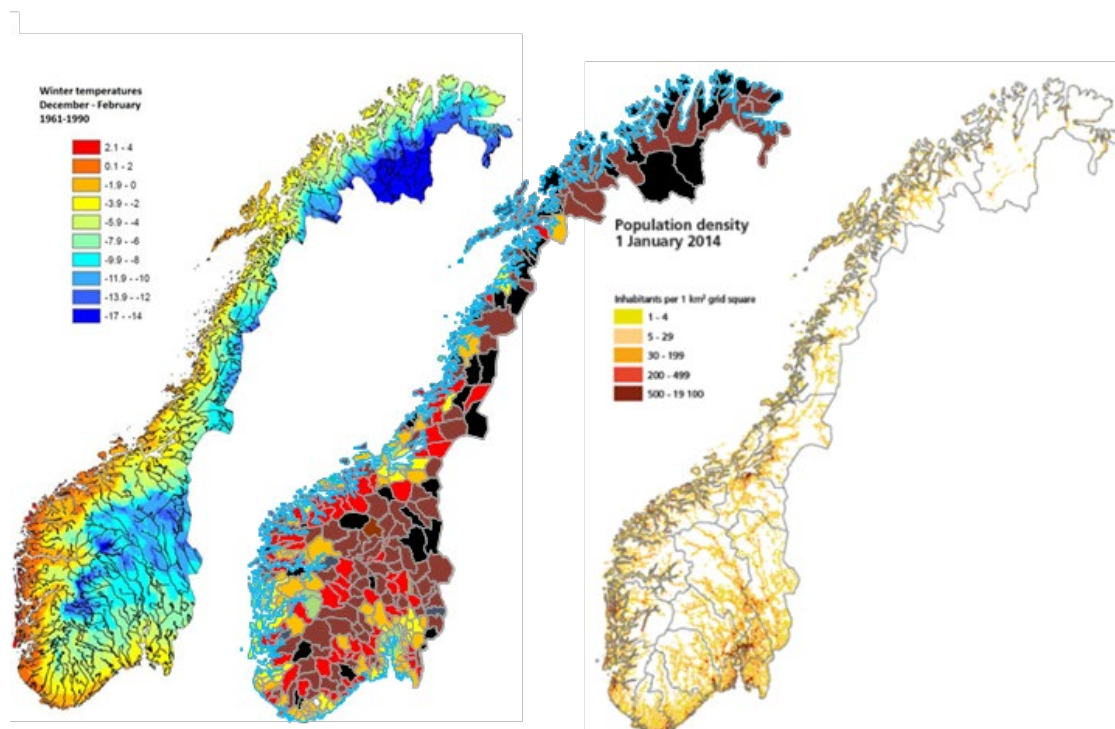 Winter temperatures
December - February
1961-1990
2.1 - 4
0.1 - 2
-1.9 - 0
-3.9 - -2
-5.9 - -4
-7.9 - -6
-9.9 - -8
-11.9 - -10
-13.9 - -12
-17 - -14
Population density
1 January 2014
Inhabitants per 1 km² grid square
1 - 4
5 - 29
30 - 199
200 - 499
500 - 19 100